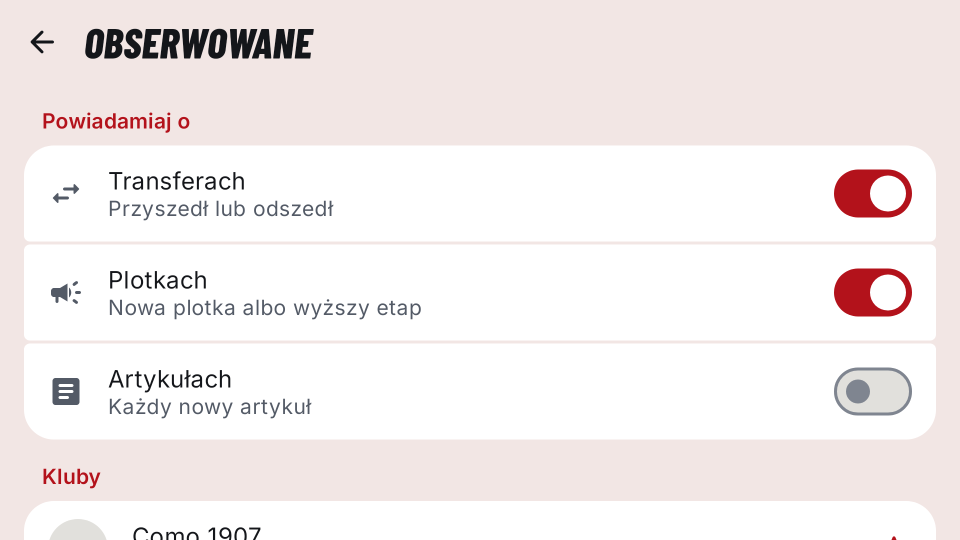 OBSERWOWANE
Powiadamiaj o
Transferach
Przyszedł lub odszedł
Plotkach
Nowa plotka albo wyższy etap
Artykułach
Każdy nowy artykuł
Kluby
Como 1907